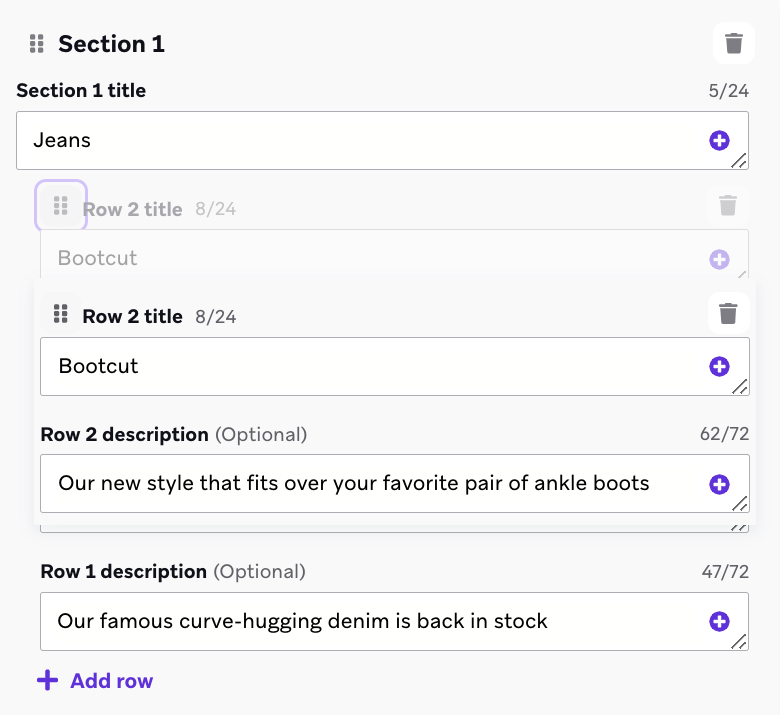 Section 1
Section 1 title 5/24
Jeans
Row 2 title 8/24
Bootcut
Row 2 title 8/24
Bootcut
Row 2 description (Optional) 62/72
Our new style that fits over your favorite pair of ankle boots
Row 1 description (Optional) 47/72
Our famous curve-hugging denim is back in stock
Add row